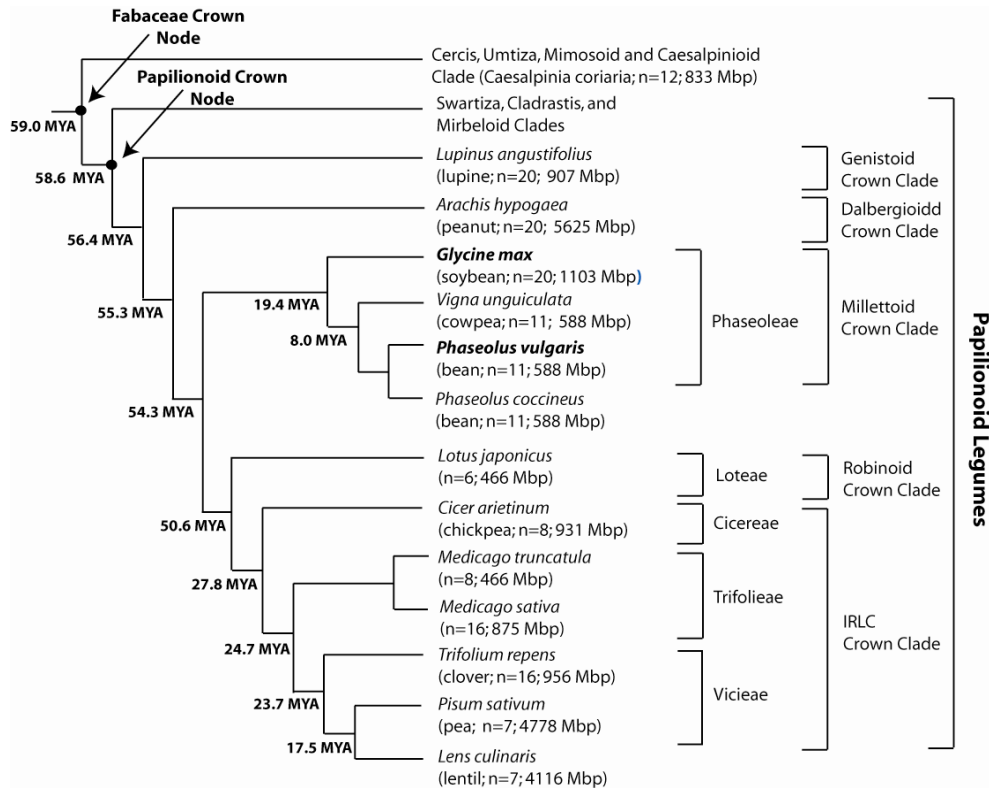 Fabaceae Crown
Node
Papilionoid Crown
Node
59.0 MYA
58.6 MYA
56.4 MYA
55.3 MYA
54.3 MYA
19.4 MYA
8.0 MYA
50.6 MYA
27.8 MYA
24.7 MYA
23.7 MYA
17.5 MYA
Cercis, Umtiza, Mimosoid and Caesalpinioid
Clade (Caesalpinia coriaria; n=12; 833 Mbp)
Swartiza, Cladrastis, and
Mirbeloid Clades
Lupinus angustifolius
(lupine; n=20; 907 Mbp)
Arachis hypogaea
(peanut; n=20; 5625 Mbp)
Glycine max
(soybean; n=20; 1103 Mbp)
Vigna unguiculata
(cowpea; n=11; 588 Mbp)
Phaseolus vulgaris
(bean; n=11; 588 Mbp)
Phaseolus coccineus
(bean; n=11; 588 Mbp)
Lotus japonicus
(n=6; 466 Mbp)
Cicer arietinum
(chickpea; n=8; 931 Mbp)
Medicago truncatula
(n=8; 466 Mbp)
Medicago sativa
(n=16; 875 Mbp)
Trifolium repens
(clover; n=16; 956 Mbp)
Pisum sativum
(pea; n=7; 4778 Mbp)
Lens culinaris
(lentil; n=7; 4116 Mbp)
Phaseoleae
Loteae
Cicereae
Trifolieae
Vicieae
Genistoid
Crown Clade
Dalbergioidd
Crown Clade
Millettoid
Crown Clade
Robinoid
Crown Clade
IRLC
Crown Clade
Papilionoid Legumes